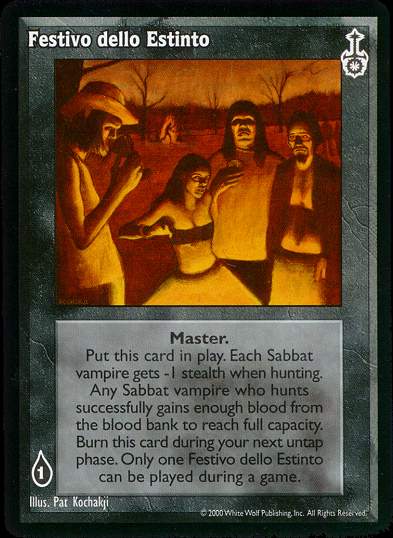 Festivo dello Estinto
Master.
Put this card in play. Each Sabbat
vampire gets -1 stealth when hunting.
Any Sabbat vampire who hunts
successfully gains enough blood from
the blood bank to reach full capacity.
Burn this card during your next untap
phase. Only one Festivo dello Estinto
can be played during a game.
1
Illus. Pat Kochakji
© 2000 White Wolf Publishing, Inc. All Rights Reserved.